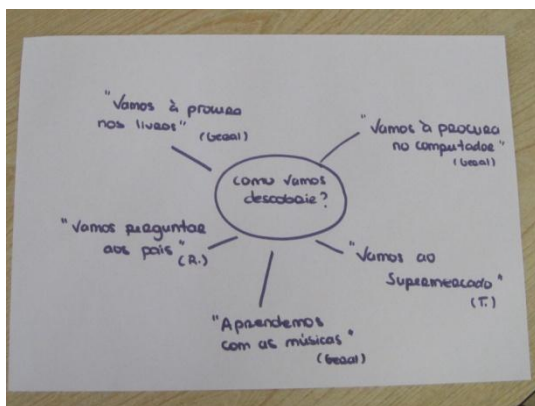 "Vamos à procura
nos livros"
(Geral)
"Vamos à procura
no computador"
(Geral)
como vamos
descobrir?
"Vamos perguntar
aos pais"
(R.)
"Vamos ao
Supermercado"
(T.)
"Aprendemos
com as músicas"
(Geral)